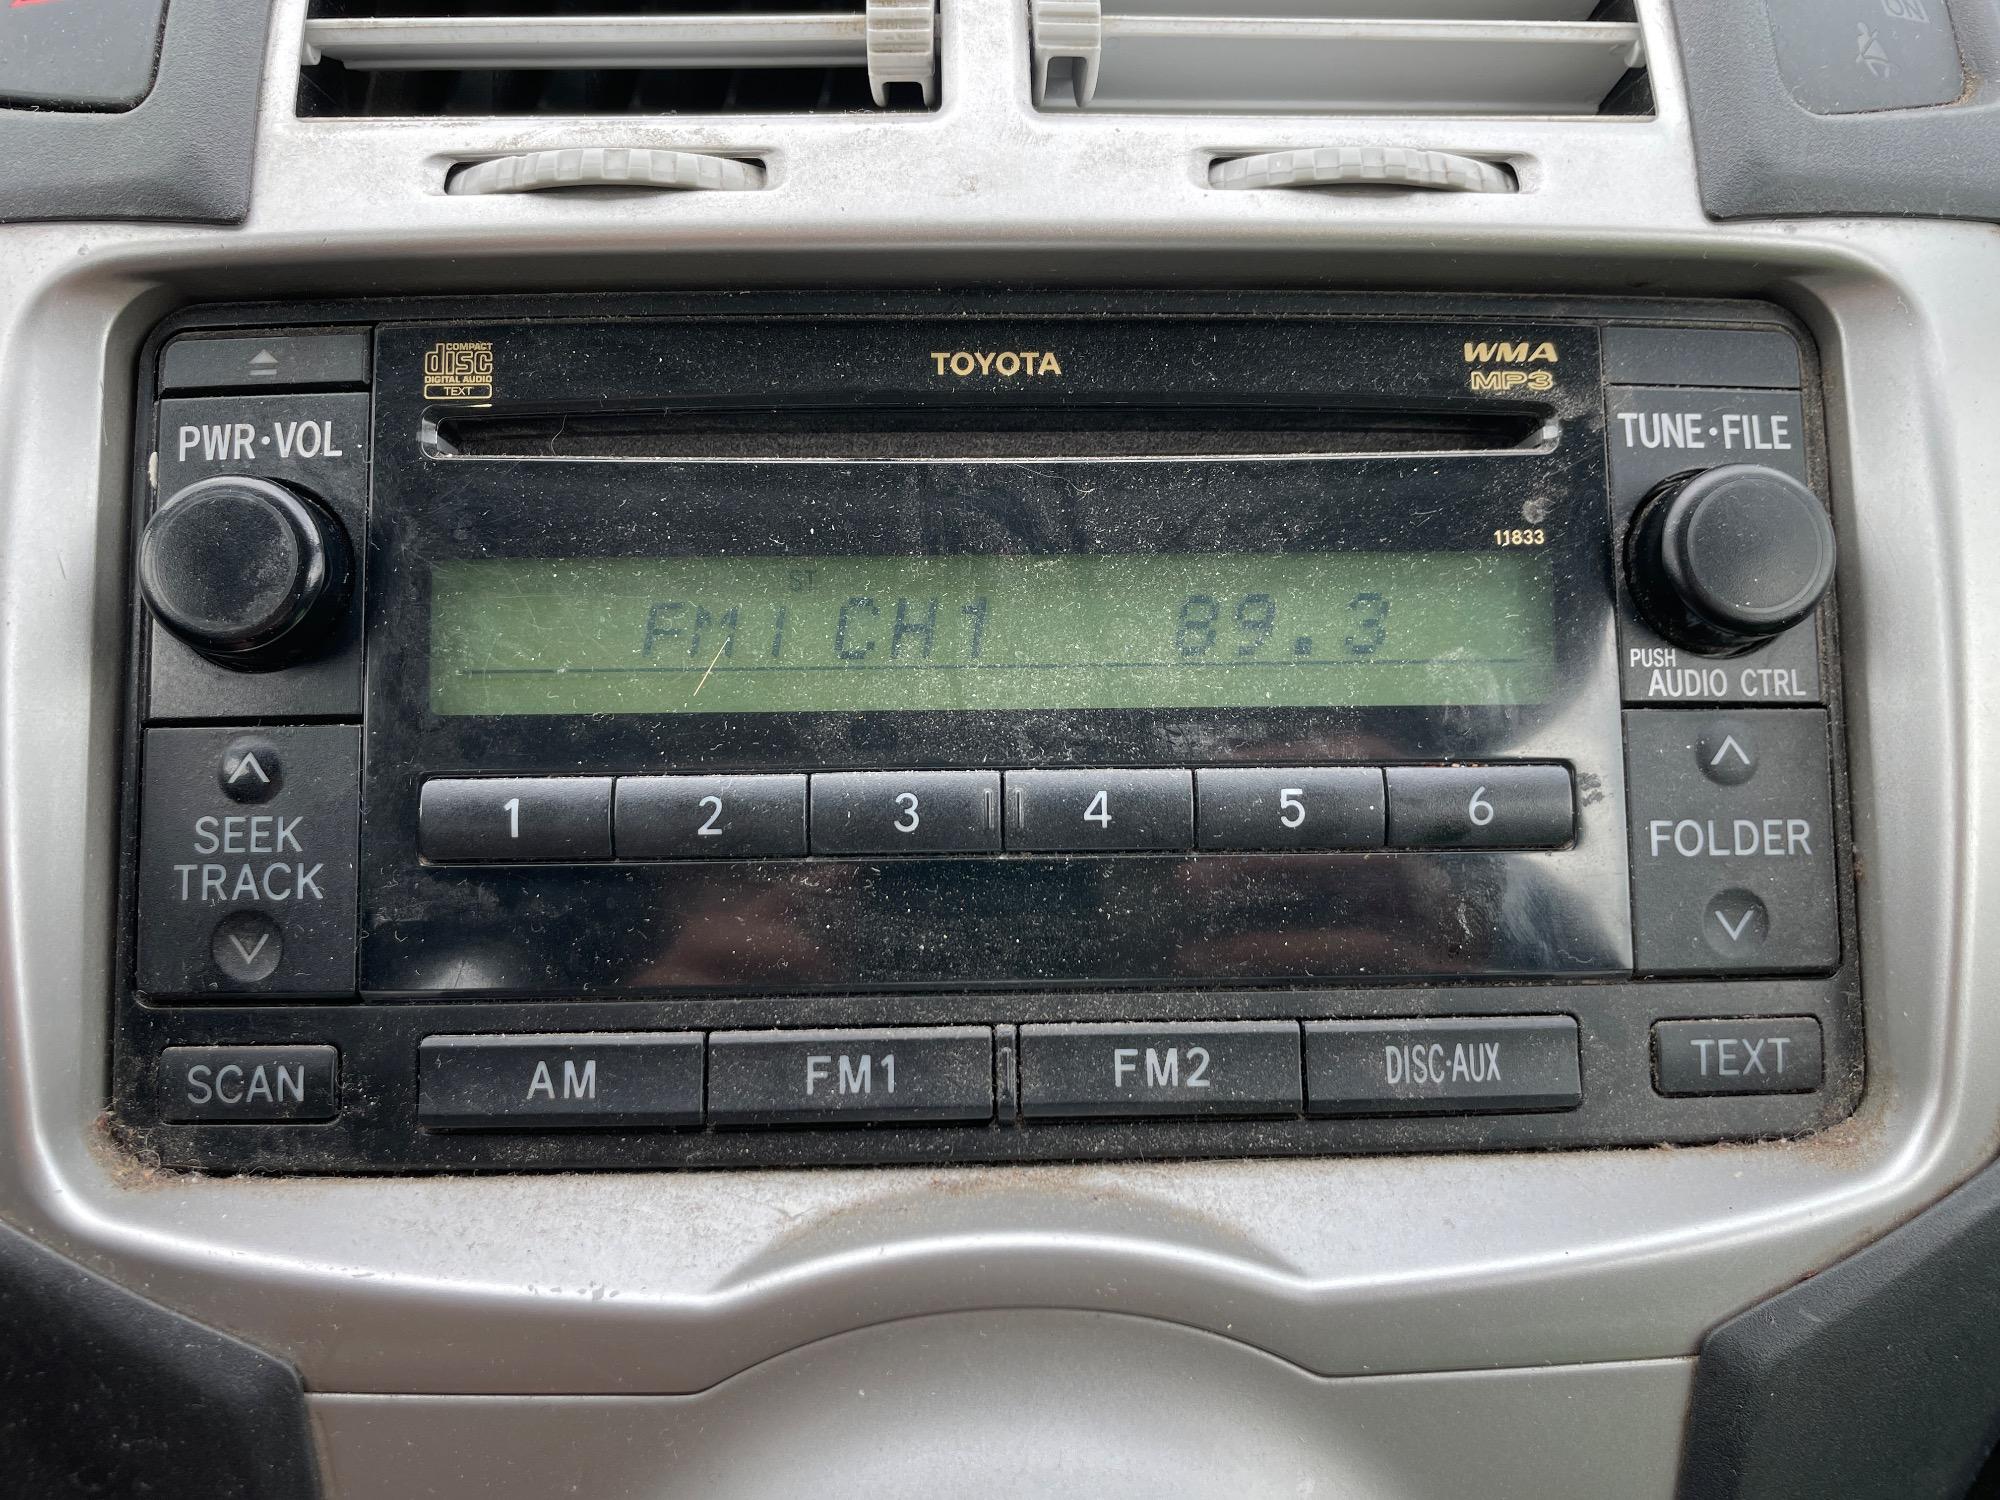 ON
COMPACT
disc
DIGITAL AUDIO
TEXT
TOYOTA
WMA
MP3
PWR·VOL
TUNE·FILE
11833
ST
FM1 CH1 89.3
PUSH
AUDIO CTRL
1 2 3 4 5 6
SEEK
TRACK
FOLDER
SCAN
AM
FM1
FM2
DISC·AUX
TEXT